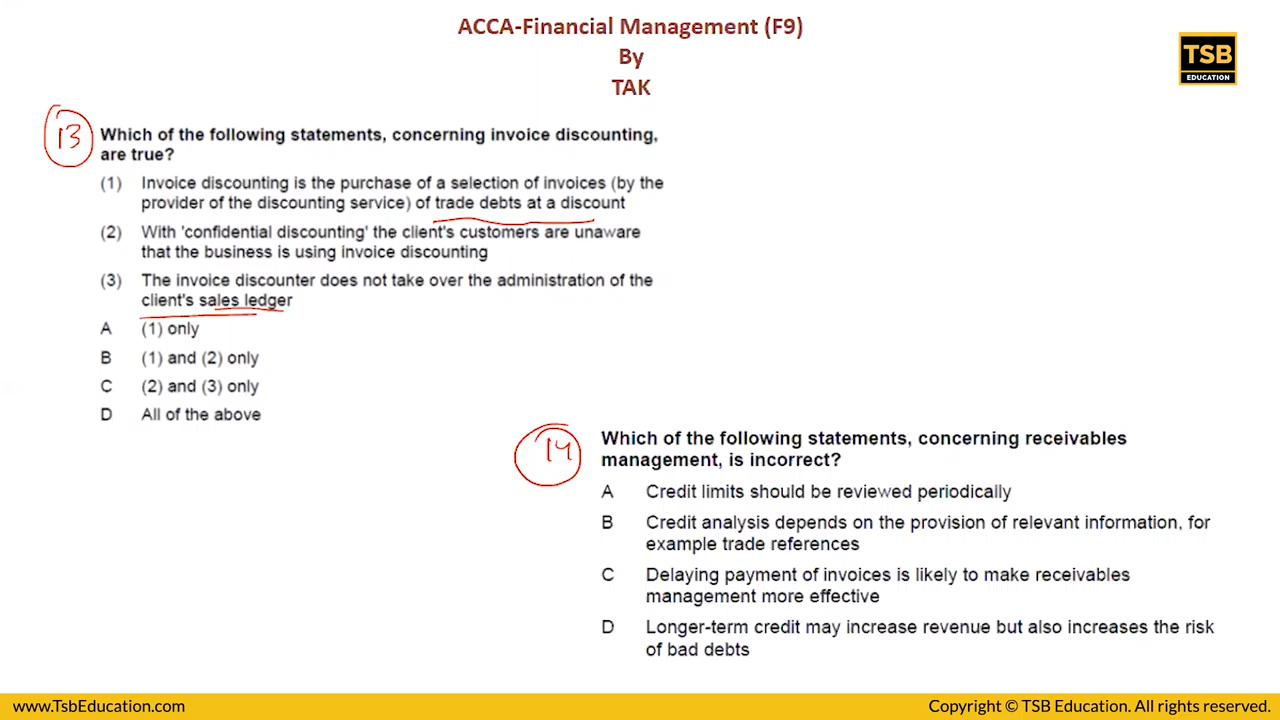 ACCA-Financial Management (F9)
By
TAK
TSB
EDUCATION
13
Which of the following statements, concerning invoice discounting,
are true?
(1) Invoice discounting is the purchase of a selection of invoices (by the
provider of the discounting service) of trade debts at a discount
(2) With 'confidential discounting' the client's customers are unaware
that the business is using invoice discounting
(3) The invoice discounter does not take over the administration of the
client's sales ledger
A (1) only
B (1) and (2) only
C (2) and (3) only
D All of the above
14
Which of the following statements, concerning receivables
management, is incorrect?
A Credit limits should be reviewed periodically
B Credit analysis depends on the provision of relevant information, for
example trade references
C Delaying payment of invoices is likely to make receivables
management more effective
D Longer-term credit may increase revenue but also increases the risk
of bad debts
www.TsbEducation.com
Copyright © TSB Education. All rights reserved.